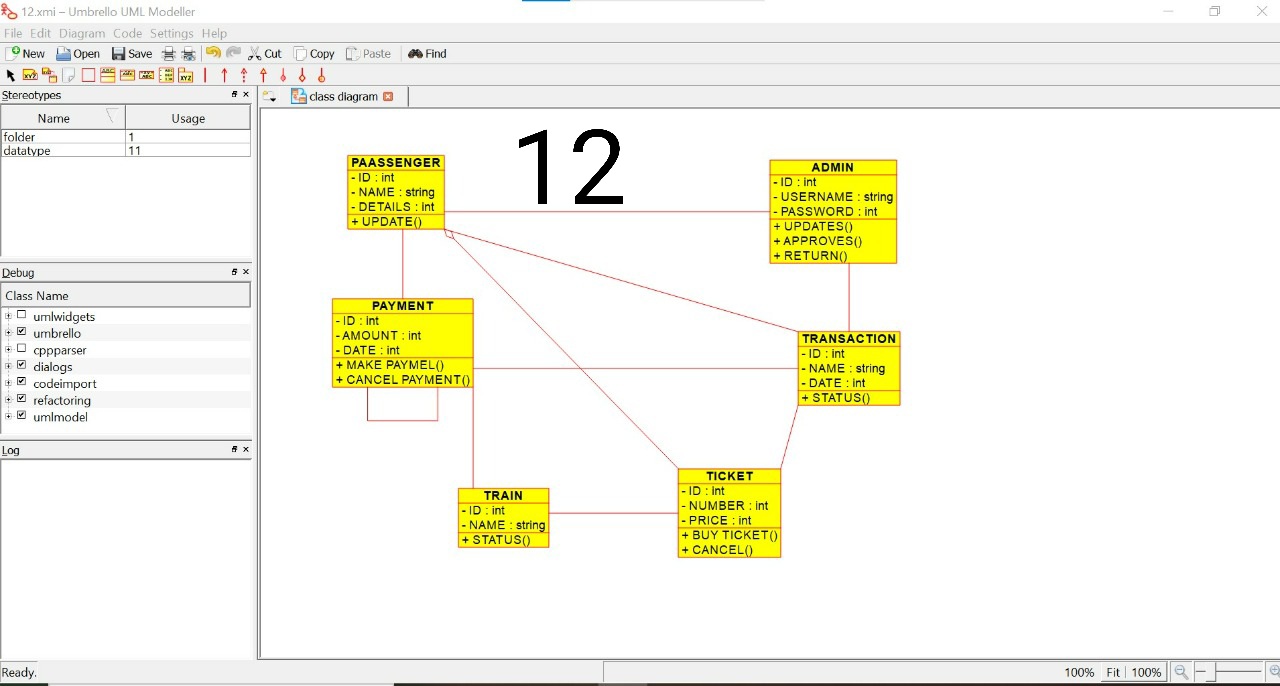 12.xmi – Umbrello UML Modeller
File Edit Diagram Code Settings Help
New Open Save Cut Copy Paste Find
Stereotypes
class diagram
Name Usage
folder 1
datatype 11
12
PAASSENGER
- ID : int
- NAME : string
- DETAILS : int
+ UPDATE()
ADMIN
- ID : int
- USERNAME : string
- PASSWORD : int
+ UPDATES()
+ APPROVES()
+ RETURN()
Debug
Class Name
umlwidgets
umbrello
cppparser
dialogs
codeimport
refactoring
umlmodel
PAYMENT
- ID : int
- AMOUNT : int
- DATE : int
+ MAKE PAYMEL()
+ CANCEL PAYMENT()
TRANSACTION
- ID : int
- NAME : string
- DATE : int
+ STATUS()
Log
TRAIN
- ID : int
- NAME : string
+ STATUS()
TICKET
- ID : int
- NUMBER : int
- PRICE : int
+ BUY TICKET()
+ CANCEL()
Ready.
100% Fit 100%